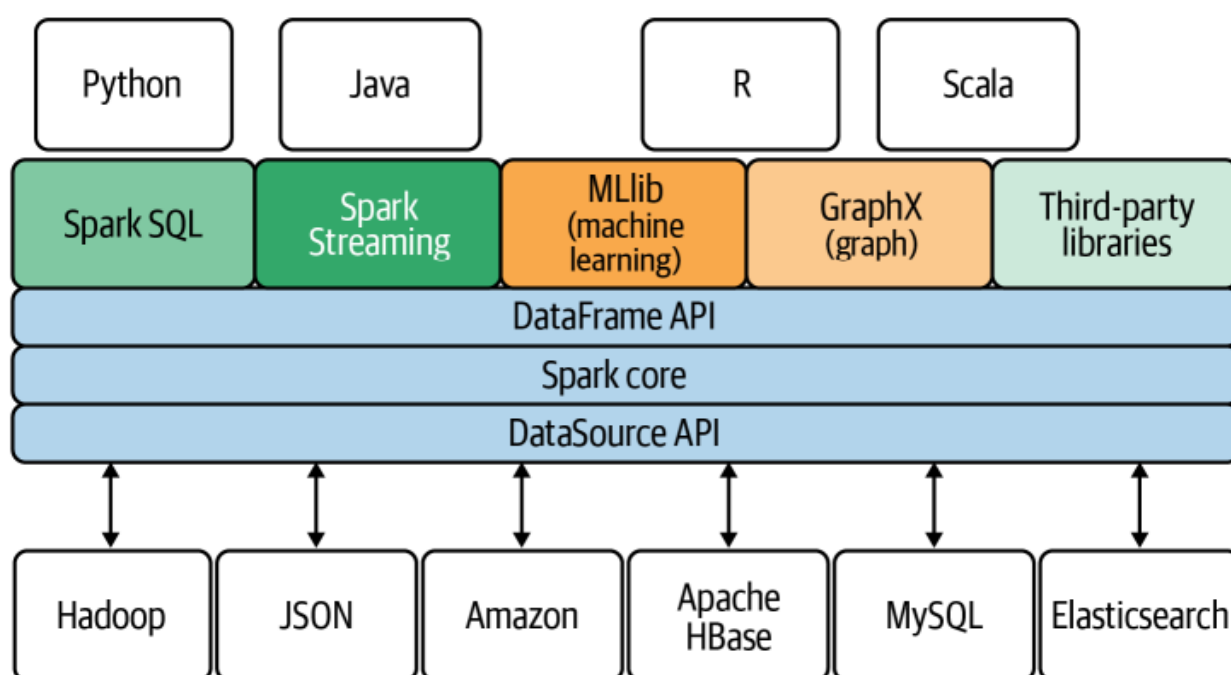 Python
Java
R
Scala
Spark SQL
Spark
Streaming
MLlib
(machine
learning)
GraphX
(graph)
Third-party
libraries
DataFrame API
Spark core
DataSource API
Hadoop
JSON
Amazon
Apache
HBase
MySQL
Elasticsearch